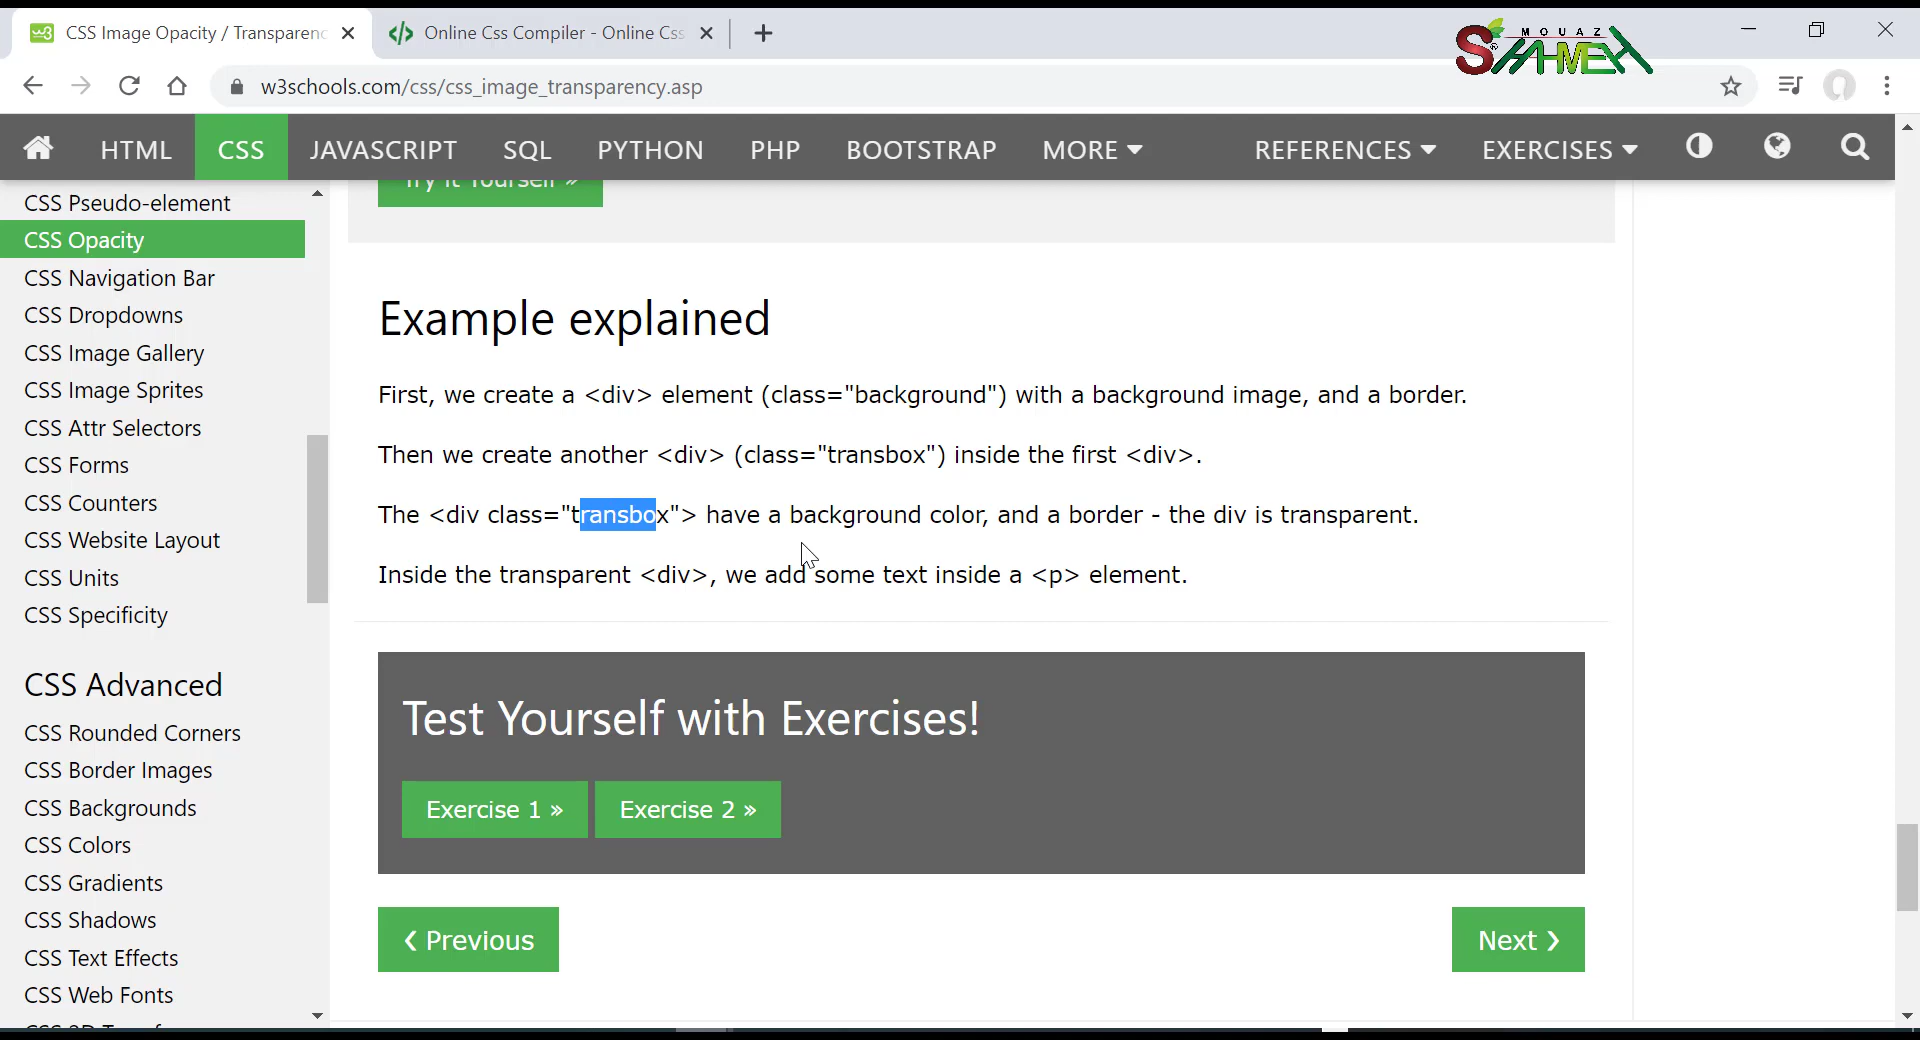 CSS Image Opacity / Transparenc
Online Css Compiler - Online Css
MOUAZ
SHAHMEH
w3schools.com/css/css_image_transparency.asp
HTML CSS JAVASCRIPT SQL PYTHON PHP BOOTSTRAP MORE REFERENCES EXERCISES
CSS Pseudo-element
CSS Opacity
CSS Navigation Bar
CSS Dropdowns
CSS Image Gallery
CSS Image Sprites
CSS Attr Selectors
CSS Forms
CSS Counters
CSS Website Layout
CSS Units
CSS Specificity
CSS Advanced
CSS Rounded Corners
CSS Border Images
CSS Backgrounds
CSS Colors
CSS Gradients
CSS Shadows
CSS Text Effects
CSS Web Fonts
Try it Yourself »
Example explained
First, we create a <div> element (class="background") with a background image, and a border.
Then we create another <div> (class="transbox") inside the first <div>.
The <div class="transbox"> have a background color, and a border - the div is transparent.
Inside the transparent <div>, we add some text inside a <p> element.
Test Yourself with Exercises!
Exercise 1 » Exercise 2 »
❮ Previous Next ❯